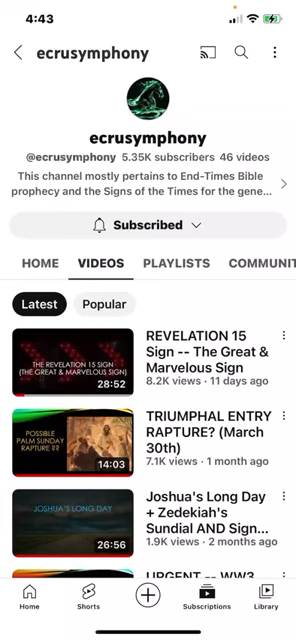 4:43
ecrusymphony
ecrusymphony
@ecrusymphony 5.35K subscribers 46 videos
This channel mostly pertains to End-Times Bible
prophecy and the Signs of the Times for the gene...
Subscribed
HOME VIDEOS PLAYLISTS COMMUNIT
Latest Popular
THE REVELATION 15 SIGN
(THE GREAT & MARVELOUS SIGN)
28:52
REVELATION 15
Sign -- The Great &
Marvelous Sign
8.2K views · 11 days ago
POSSIBLE
PALM SUNDAY
RAPTURE ??
14:03
TRIUMPHAL ENTRY
RAPTURE? (March
30th)
7.1K views · 1 month ago
JOSHUA'S LONG DAY
26:56
Joshua's Long Day
+ Zedekiah's
Sundial AND Sign...
1.9K views · 2 months ago
URGENT -- WW3
Home Shorts Subscriptions Library